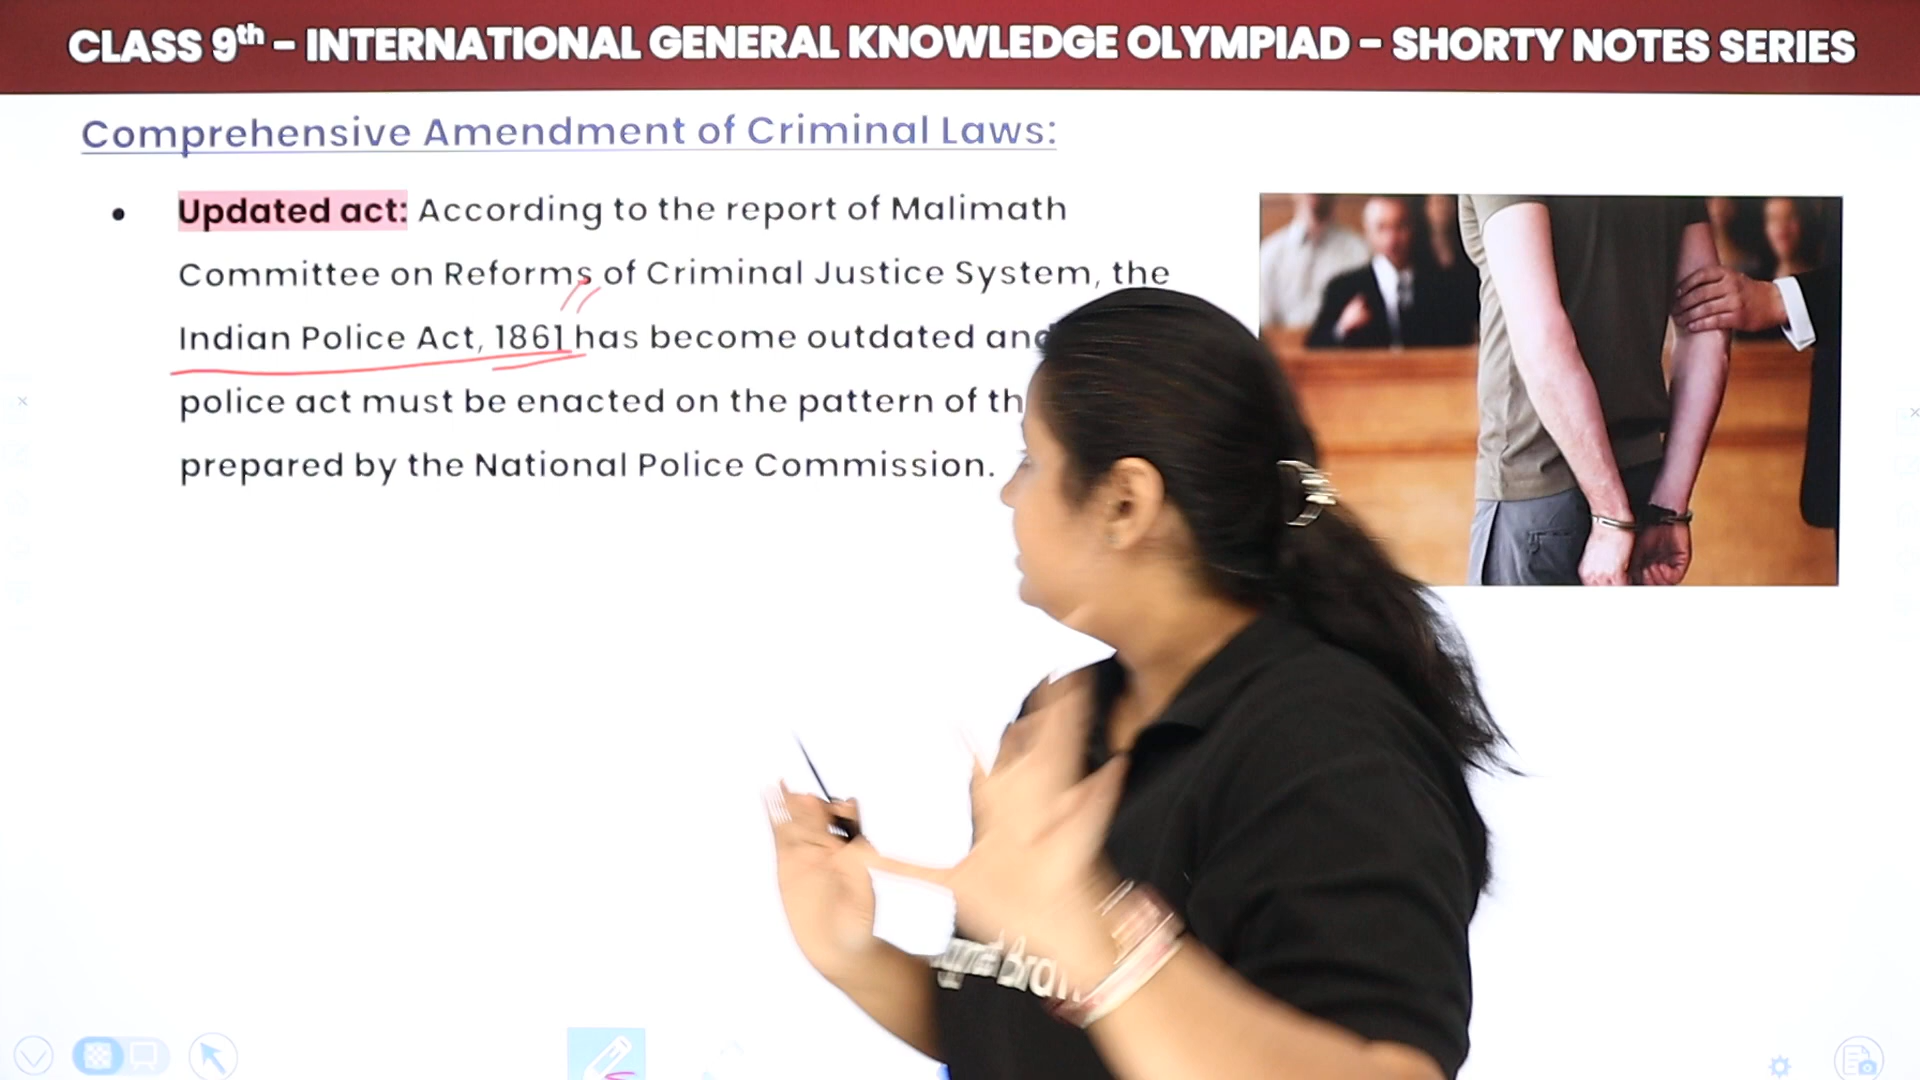 CLASS 9th - INTERNATIONAL GENERAL KNOWLEDGE OLYMPIAD - SHORTY NOTES SERIES
Comprehensive Amendment of Criminal Laws:
• Updated act: According to the report of Malimath
Committee on Reforms of Criminal Justice System, the
Indian Police Act, 1861 has become outdated and
police act must be enacted on the pattern of
prepared by the National Police Commission.